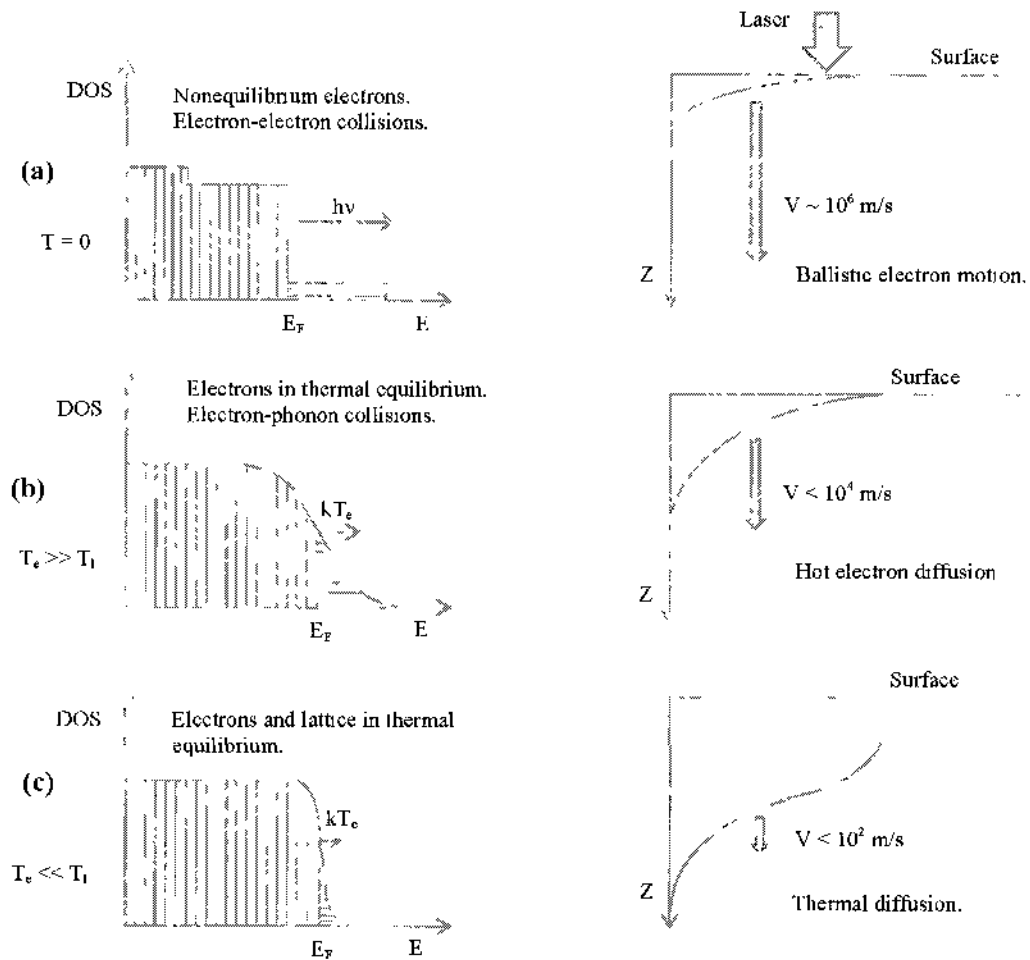 Laser
Surface
DOS
Nonequilibrium electrons.
Electron-electron collisions.
(a)
hν
V ~ 10⁶ m/s
T = 0
Z
Ballistic electron motion.
E_F
E
Surface
Electrons in thermal equilibrium.
Electron-phonon collisions.
DOS
(b)
kT_e
V < 10⁴ m/s
T_e >> T_l
Hot electron diffusion
Z
E_F
E
Surface
DOS
Electrons and lattice in thermal
equilibrium.
(c)
kT_e
V < 10² m/s
T_e << T_l
Z
Thermal diffusion.
E_F
E